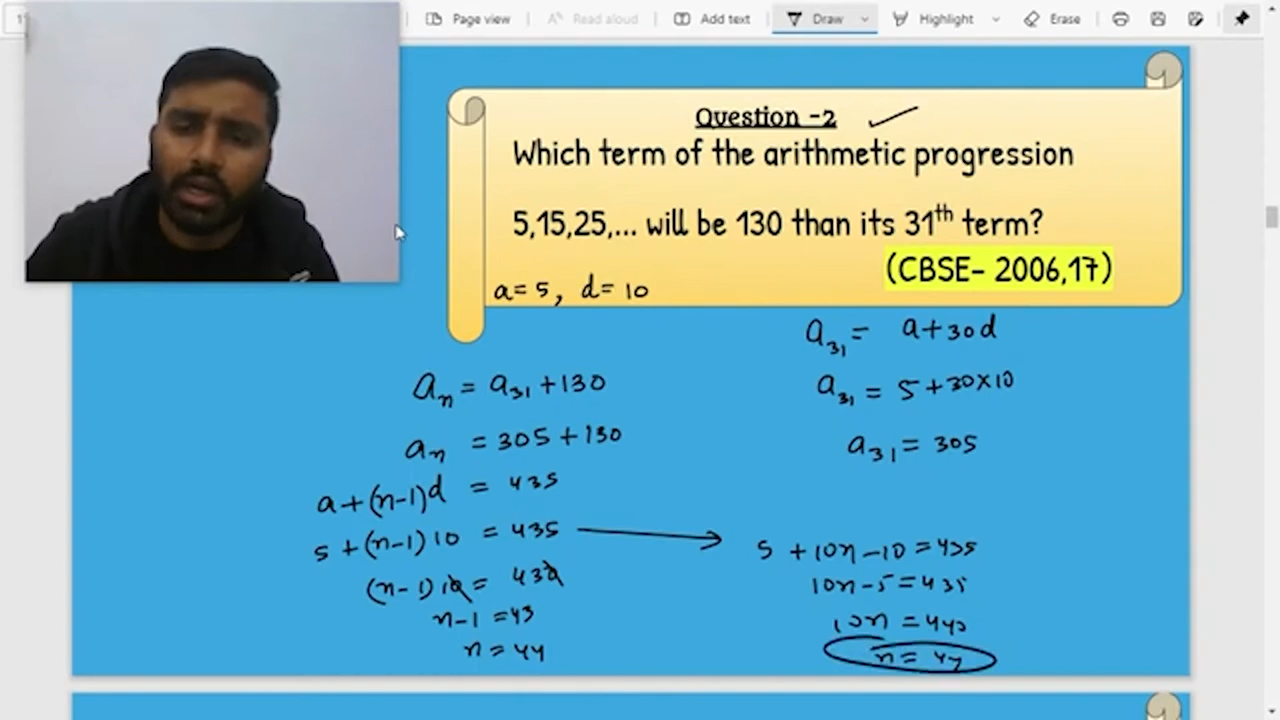 Page view
Read aloud
Add text
Draw
Highlight
Erase
Question -2
Which term of the arithmetic progression
5,15,25,... will be 130 than its 31th term?
(CBSE- 2006,17)
a=5, d=10
a31 = a+30d
a31 = 5+30×10
a31 = 305
an = a31+130
an = 305+130
a+(n-1)d = 435
5+(n-1)10 = 435
(n-1)10 = 430
n-1 = 43
n = 44
5+10n-10=435
10n-5=435
10n=440
n=44